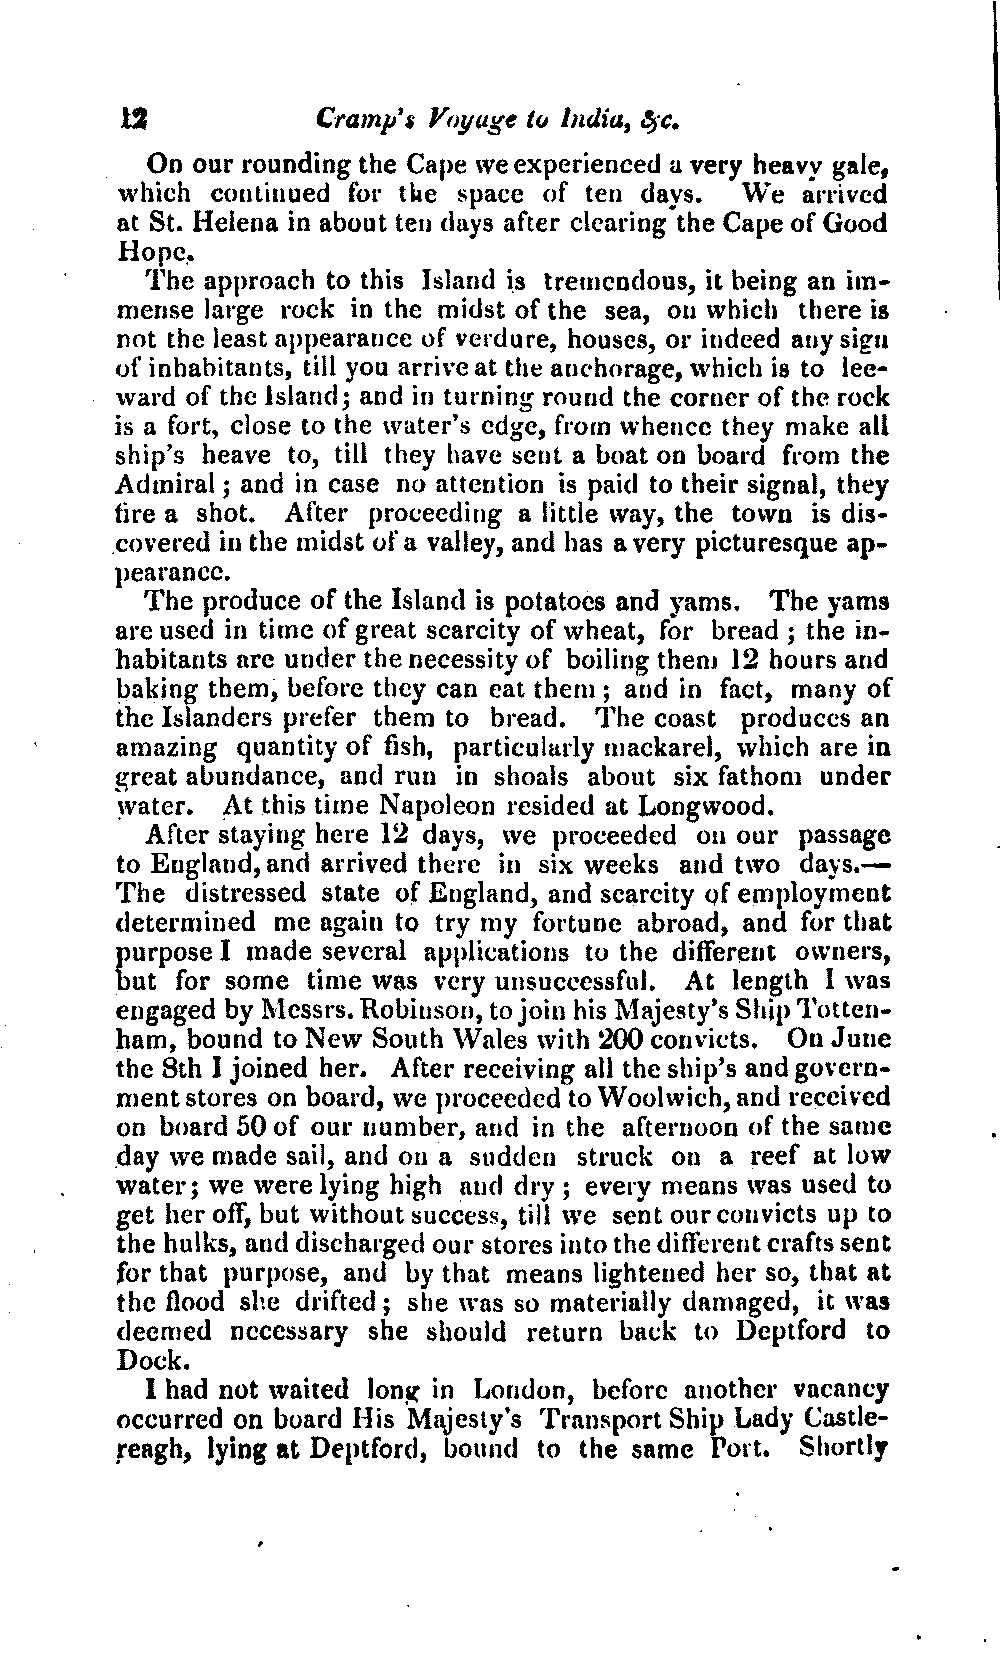 12 Cramp's Voyage to India, &c.
On our rounding the Cape we experienced a very heavy gale,
which continued for the space of ten days. We arrived
at St. Helena in about ten days after clearing the Cape of Good
Hope.
The approach to this Island is tremendous, it being an im-
mense large rock in the midst of the sea, on which there is
not the least appearance of verdure, houses, or indeed any sign
of inhabitants, till you arrive at the anchorage, which is to lee-
ward of the Island; and in turning round the corner of the rock
is a fort, close to the water's edge, from whence they make all
ship's heave to, till they have sent a boat on board from the
Admiral; and in case no attention is paid to their signal, they
fire a shot. After proceeding a little way, the town is dis-
covered in the midst of a valley, and has a very picturesque ap-
pearance.
The produce of the Island is potatoes and yams. The yams
are used in time of great scarcity of wheat, for bread; the in-
habitants are under the necessity of boiling them 12 hours and
baking them, before they can eat them; and in fact, many of
the Islanders prefer them to bread. The coast produces an
amazing quantity of fish, particularly mackarel, which are in
great abundance, and run in shoals about six fathom under
water. At this time Napoleon resided at Longwood.
After staying here 12 days, we proceeded on our passage
to England, and arrived there in six weeks and two days.—
The distressed state of England, and scarcity of employment
determined me again to try my fortune abroad, and for that
purpose I made several applications to the different owners,
but for some time was very unsuccessful. At length I was
engaged by Messrs. Robinson, to join his Majesty's Ship Totten-
ham, bound to New South Wales with 200 convicts. On June
the 8th I joined her. After receiving all the ship's and govern-
ment stores on board, we proceeded to Woolwich, and received
on board 50 of our number, and in the afternoon of the same
day we made sail, and on a sudden struck on a reef at low
water; we were lying high and dry; every means was used to
get her off, but without success, till we sent our convicts up to
the hulks, and discharged our stores into the different crafts sent
for that purpose, and by that means lightened her so, that at
the flood she drifted; she was so materially damaged, it was
deemed necessary she should return back to Deptford to
Dock.
I had not waited long in London, before another vacancy
occurred on board His Majesty's Transport Ship Lady Castle-
reagh, lying at Deptford, bound to the same Port. Shortly